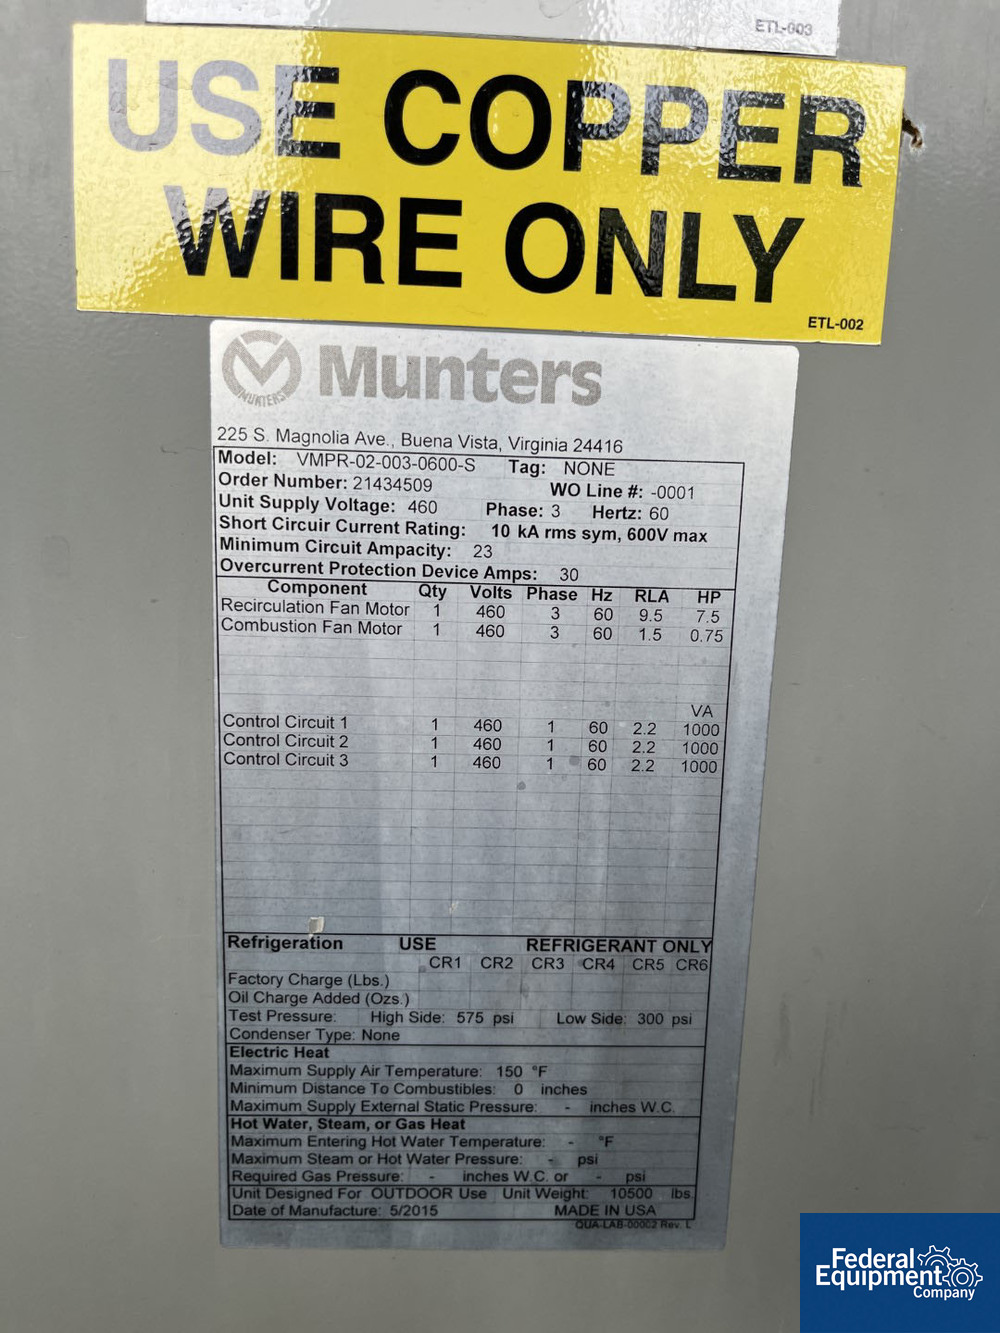 ETL-003
USE COPPER
WIRE ONLY
ETL-002
MUNTERS
Munters
225 S. Magnolia Ave., Buena Vista, Virginia 24416
Model: VMPR-02-003-0600-S Tag: NONE
Order Number: 21434509 WO Line #: -0001
Unit Supply Voltage: 460 Phase: 3 Hertz: 60
Short Circuir Current Rating: 10 kA rms sym, 600V max
Minimum Circuit Ampacity: 23
Overcurrent Protection Device Amps: 30
Component Qty Volts Phase Hz RLA HP
Recirculation Fan Motor 1 460 3 60 9.5 7.5
Combustion Fan Motor 1 460 3 60 1.5 0.75
VA
Control Circuit 1 1 460 1 60 2.2 1000
Control Circuit 2 1 460 1 60 2.2 1000
Control Circuit 3 1 460 1 60 2.2 1000
Refrigeration USE REFRIGERANT ONLY
CR1 CR2 CR3 CR4 CR5 CR6
Factory Charge (Lbs.)
Oil Charge Added (Ozs.)
Test Pressure: High Side: 575 psi Low Side: 300 psi
Condenser Type: None
Electric Heat
Maximum Supply Air Temperature: 150 °F
Minimum Distance To Combustibles: 0 inches
Maximum Supply External Static Pressure: - inches W.C.
Hot Water, Steam, or Gas Heat
Maximum Entering Hot Water Temperature: - °F
Maximum Steam or Hot Water Pressure: - psi
Required Gas Pressure: - inches W.C. or - psi
Unit Designed For OUTDOOR Use Unit Weight: 10500 lbs
Date of Manufacture: 5/2015 MADE IN USA
QUA-LAB-00002 Rev. L
Federal
Equipment
Company